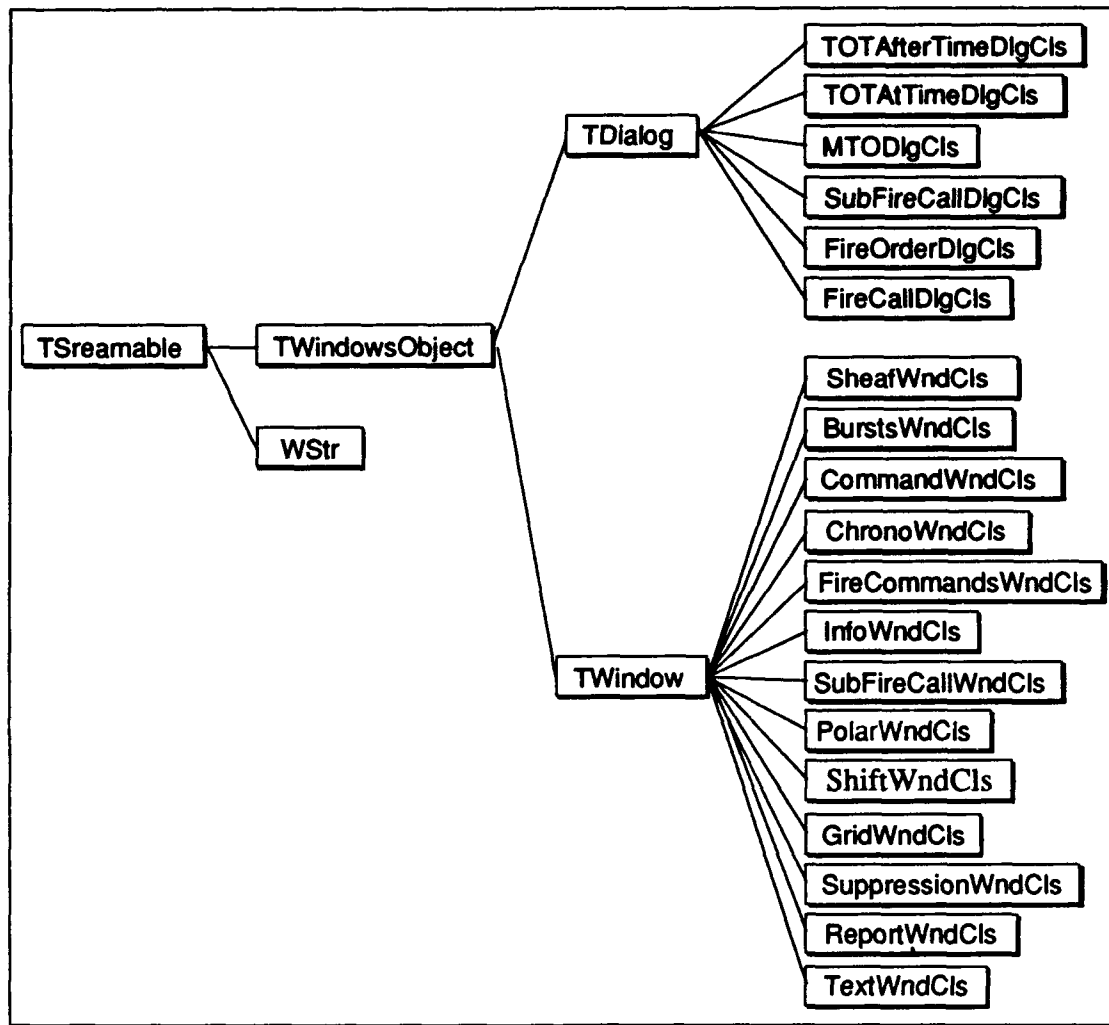 TSreamable
TWindowsObject
WStr
TDialog
TOTAfterTimeDlgCls
TOTAtTimeDlgCls
MTODlgCls
SubFireCallDlgCls
FireOrderDlgCls
FireCallDlgCls
TWindow
SheafWndCls
BurstsWndCls
CommandWndCls
ChronoWndCls
FireCommandsWndCls
InfoWndCls
SubFireCallWndCls
PolarWndCls
ShiftWndCls
GridWndCls
SuppressionWndCls
ReportWndCls
TextWndCls